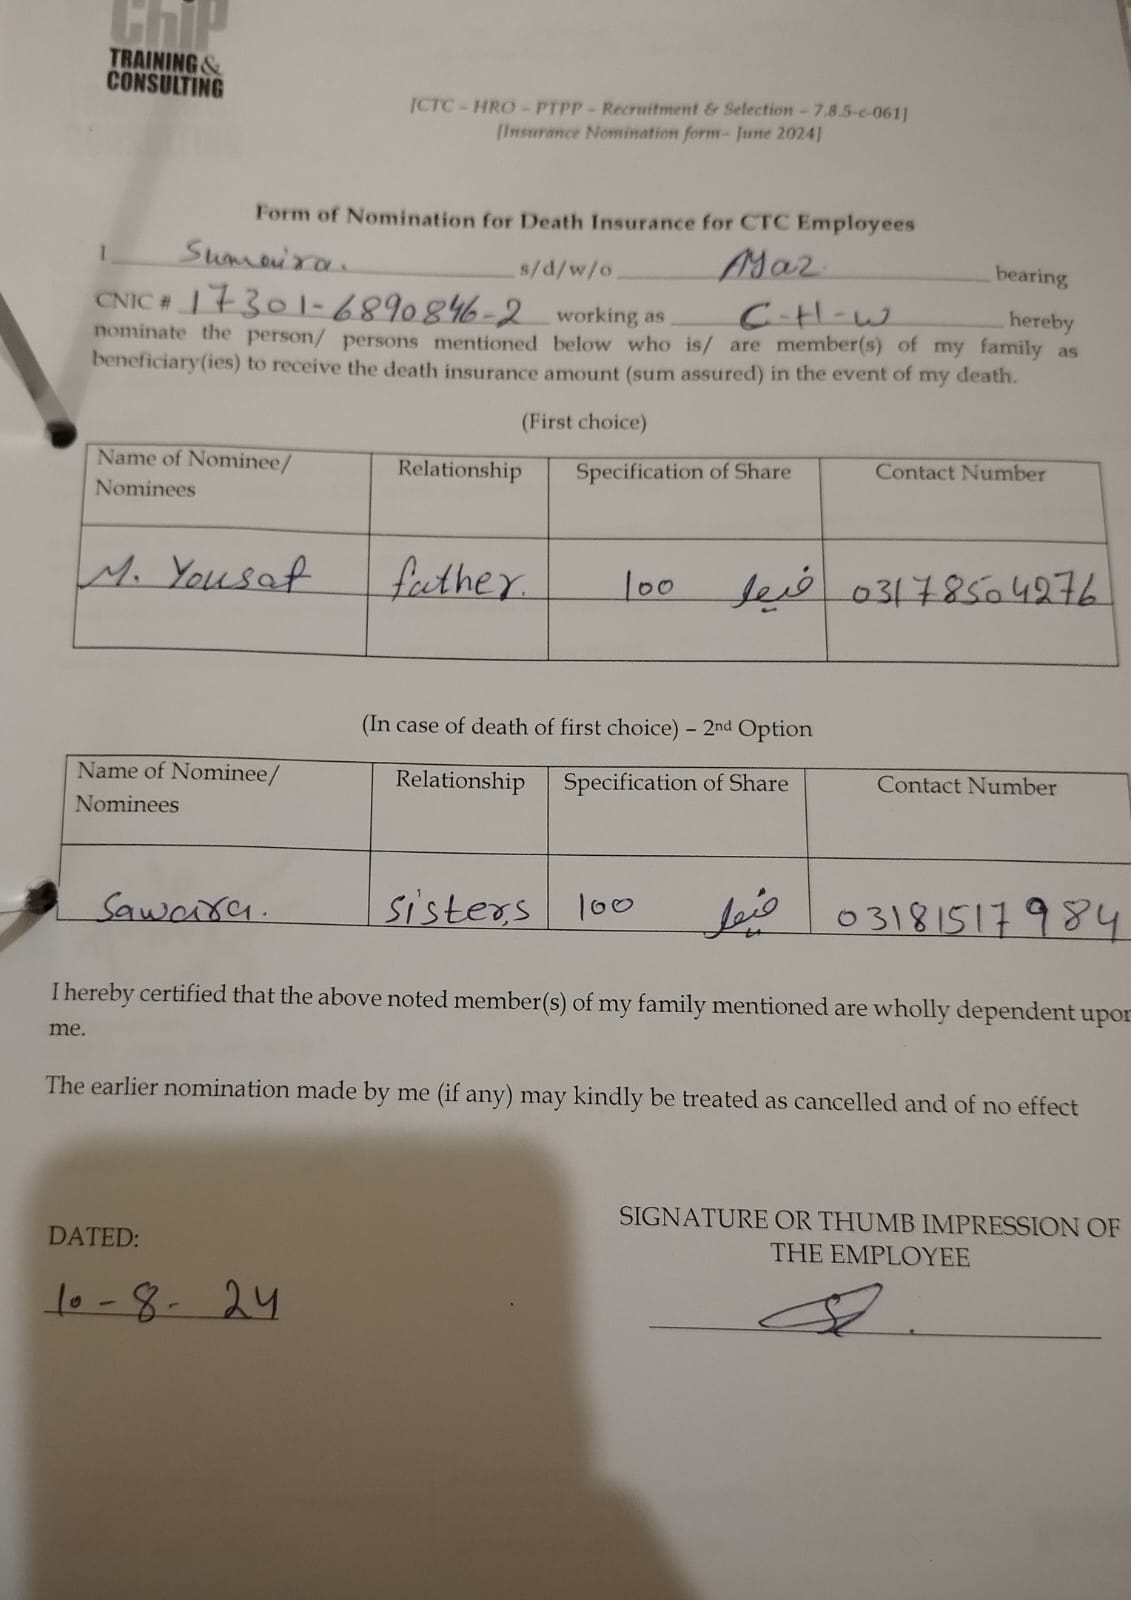 ChiP
TRAINING &
CONSULTING
[CTC – HRO – PTPP – Recruitment & Selection – 7.8.5-c-061]
[Insurance Nomination form– June 2024]
Form of Nomination for Death Insurance for CTC Employees
I Sumaira. s/d/w/o Ayaz. bearing
CNIC # 17301-6890846-2 working as C-H-W hereby
nominate the person/ persons mentioned below who is/ are member(s) of my family as
beneficiary(ies) to receive the death insurance amount (sum assured) in the event of my death.
(First choice)
Name of Nominee/ Nominees Relationship Specification of Share Contact Number
M. Yousaf father. 100 فیصد 03178504276
(In case of death of first choice) – 2nd Option
Name of Nominee/ Nominees Relationship Specification of Share Contact Number
Sawaira. sisters 100 فیصد 03181517984
I hereby certified that the above noted member(s) of my family mentioned are wholly dependent upon
me.
The earlier nomination made by me (if any) may kindly be treated as cancelled and of no effect
DATED:
10-8-24
SIGNATURE OR THUMB IMPRESSION OF
THE EMPLOYEE